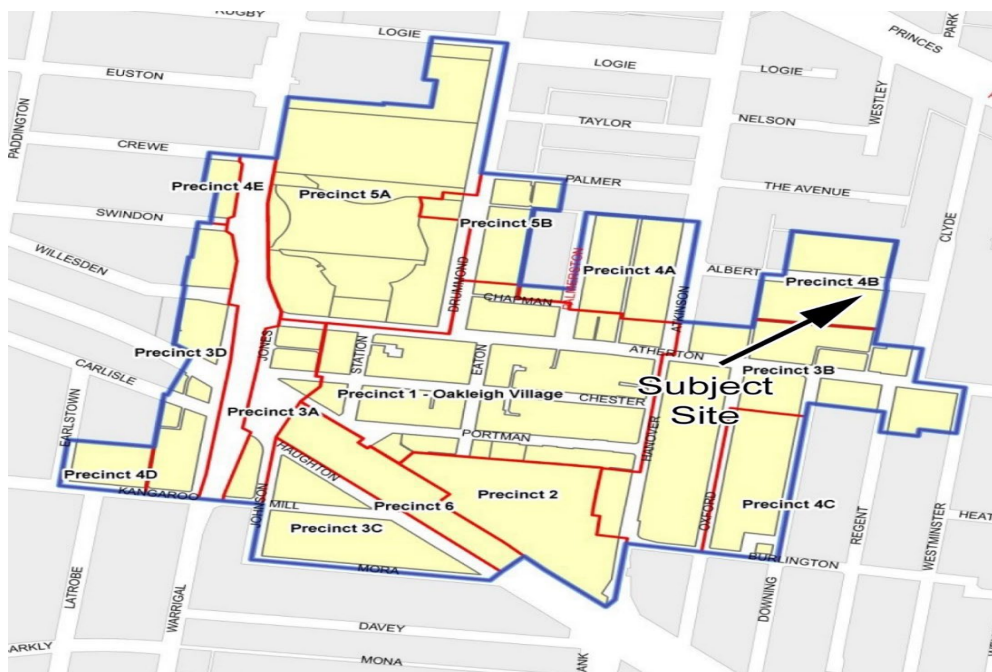 RUGBY
LOGIE
PARK
PRINCES
EUSTON
LOGIE
LOGIE
PADDINGTON
WESTLEY
TAYLOR
NELSON
CREWE
Precinct 4E
Precinct 5A
PALMER
THE AVENUE
SWINDON
Precinct 5B
CLYDE
WILLESDEN
DRUMMOND
PALMERSTON
Precinct 4A
ALBERT
Precinct 4B
CHAPMAN
ATKINSON
Precinct 3D
JONES
STATION
EATON
ATHERTON
CARLISLE
Precinct 3B
EARLSTOWN
Precinct 1 - Oakleigh Village
CHESTER
Subject
Site
Precinct 3A
PORTMAN
HANOVER
HAUGHTON
Precinct 4D
KANGAROO
Precinct 2
JOHNSON
MILL
Precinct 6
OXFORD
Precinct 4C
Precinct 3C
REGENT
WESTMINSTER
HEAT
MORA
BURLINGTON
LATROBE
WARRIGAL
DOWNING
DAVEY
ARKLY
MONA
ANK